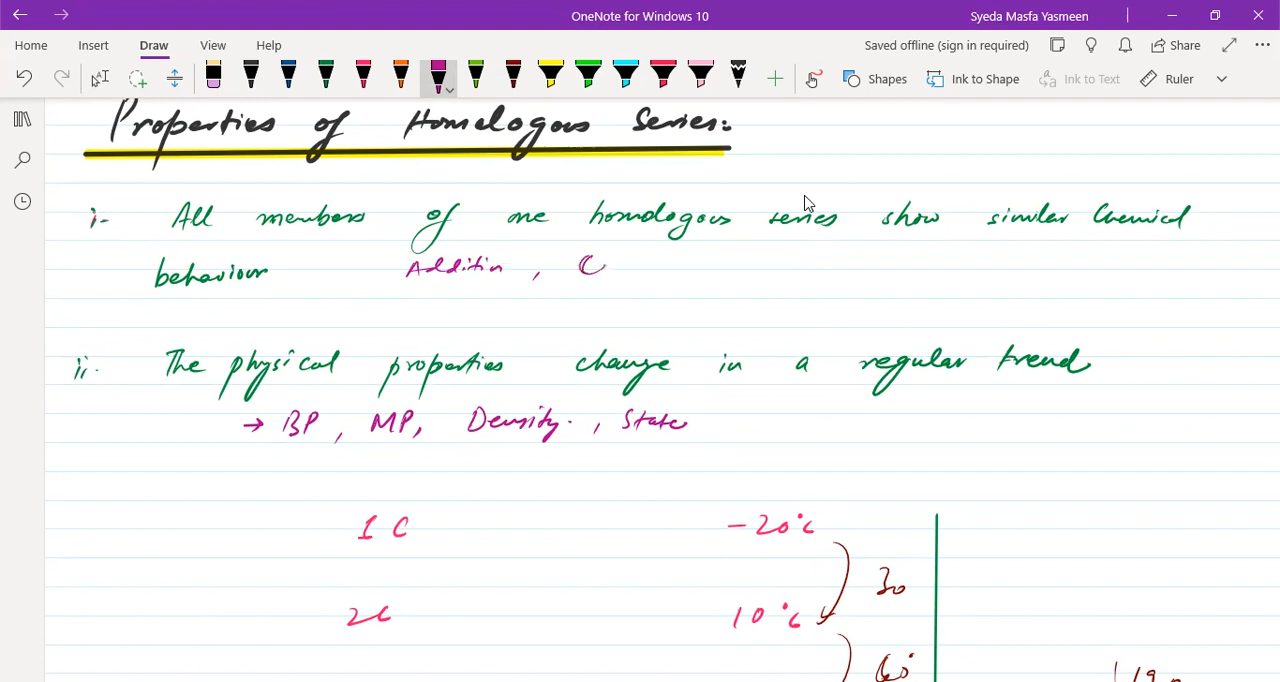 OneNote for Windows 10
Syeda Masfa Yasmeen
Home Insert Draw View Help
Saved offline (sign in required) Share
Shapes Ink to Shape Ink to Text Ruler
Properties of Homologous Series:
i- All members of one homologous series show similar Chemical
behaviour Addition, C
ii- The physical properties change in a regular trend
→ BP, MP, Density., State
1 C -20°C
30
2C 10°C
60°